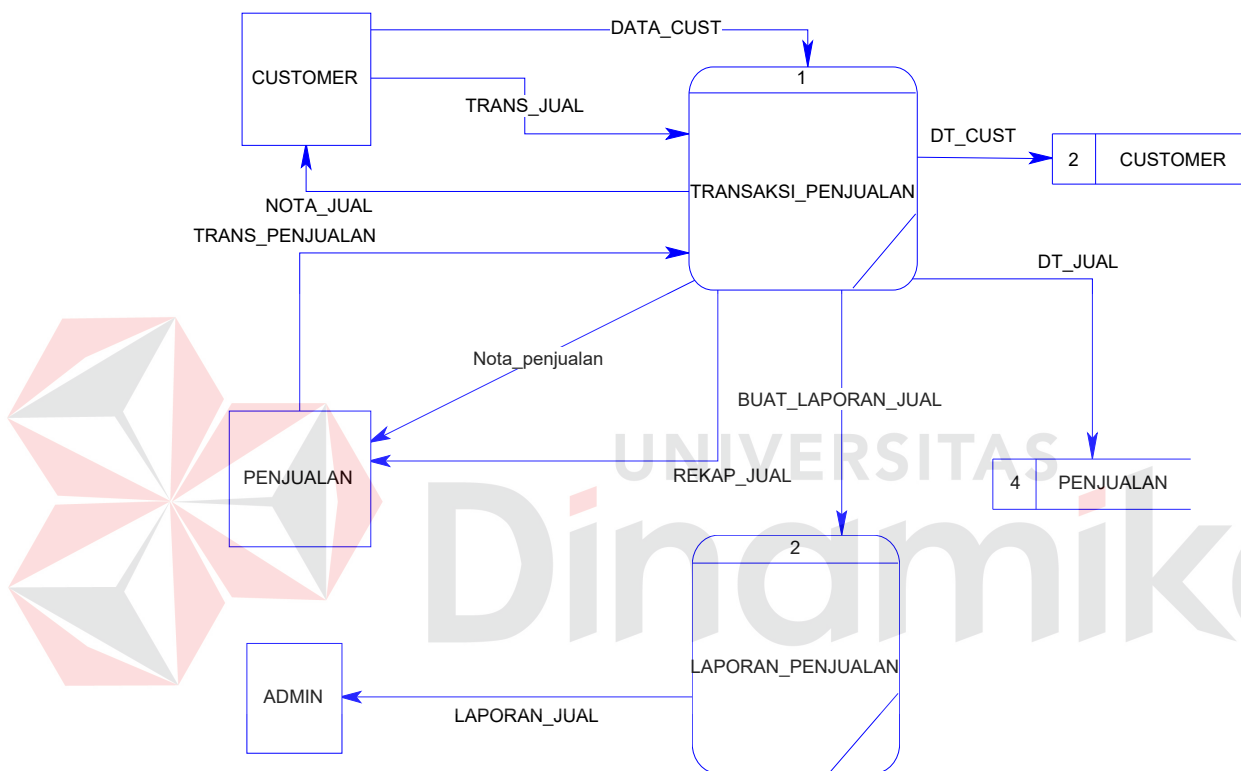 DATA_CUST
1
CUSTOMER
TRANS_JUAL
DT_CUST
2 CUSTOMER
TRANSAKSI_PENJUALAN
NOTA_JUAL
TRANS_PENJUALAN
DT_JUAL
Nota_penjualan
BUAT_LAPORAN_JUAL
UNIVERSITAS
PENJUALAN
REKAP_JUAL
4 PENJUALAN
Dinamika
2
LAPORAN_PENJUALAN
ADMIN
LAPORAN_JUAL